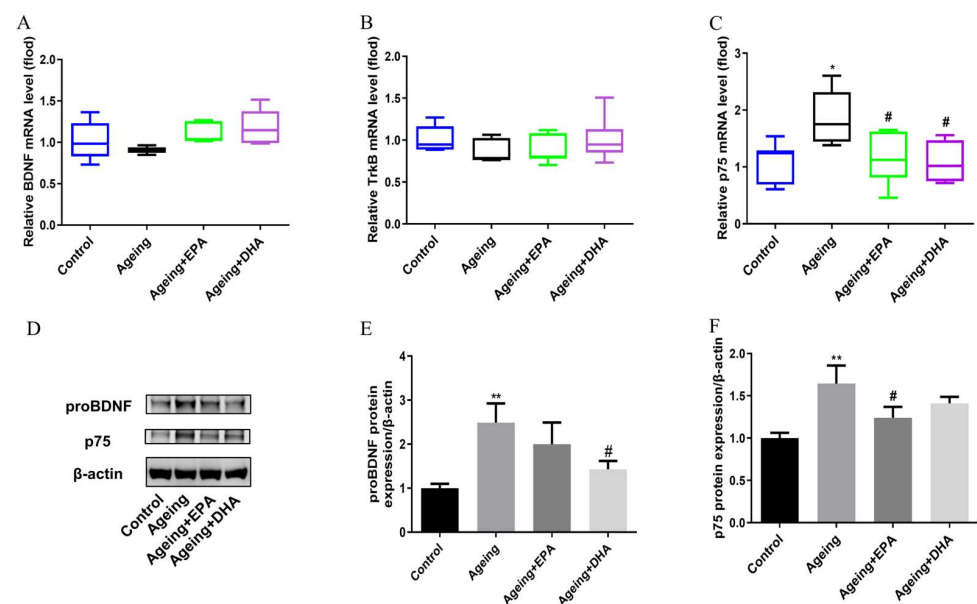 A
Relative BDNF mRNA level (flod)
2.0
1.5
1.0
0.5
0.0
Control
Ageing
Ageing+EPA
Ageing+DHA
B
Relative TrkB mRNA level (flod)
2.0
1.5
1.0
0.5
0.0
Control
Ageing
Ageing+EPA
Ageing+DHA
C
Relative p75 mRNA level (flod)
3
2
1
0
*
#
#
Control
Ageing
Ageing+EPA
Ageing+DHA
D
proBDNF
p75
β-actin
Control
Ageing
Ageing+EPA
Ageing+DHA
E
proBDNF protein
expression/β-actin
4
3
2
1
0
**
#
Control
Ageing
Ageing+EPA
Ageing+DHA
F
p75 protein expression/β-actin
2.0
1.5
1.0
0.5
0.0
**
#
Control
Ageing
Ageing+EPA
Ageing+DHA